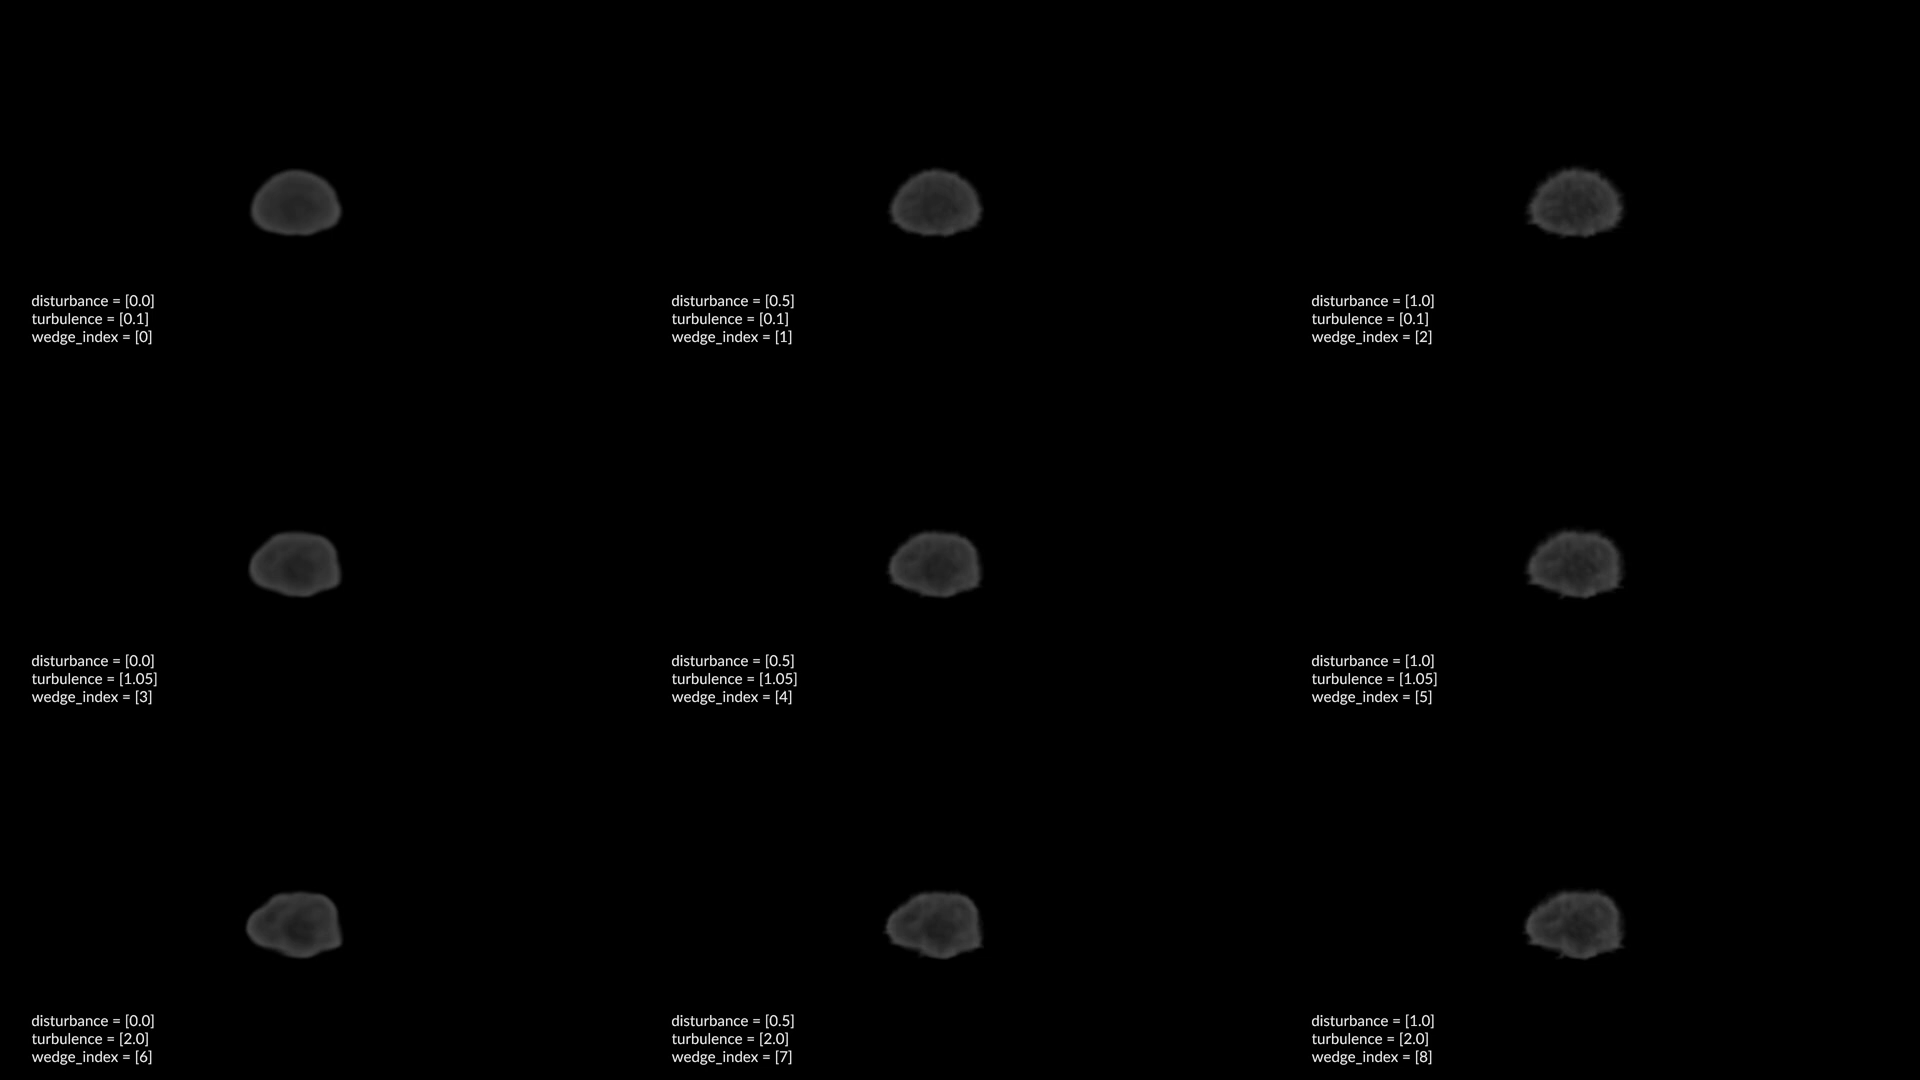 disturbance = [0.0]
turbulence = [0.1]
wedge_index = [0]
disturbance = [0.5]
turbulence = [0.1]
wedge_index = [1]
disturbance = [1.0]
turbulence = [0.1]
wedge_index = [2]
disturbance = [0.0]
turbulence = [1.05]
wedge_index = [3]
disturbance = [0.5]
turbulence = [1.05]
wedge_index = [4]
disturbance = [1.0]
turbulence = [1.05]
wedge_index = [5]
disturbance = [0.0]
turbulence = [2.0]
wedge_index = [6]
disturbance = [0.5]
turbulence = [2.0]
wedge_index = [7]
disturbance = [1.0]
turbulence = [2.0]
wedge_index = [8]